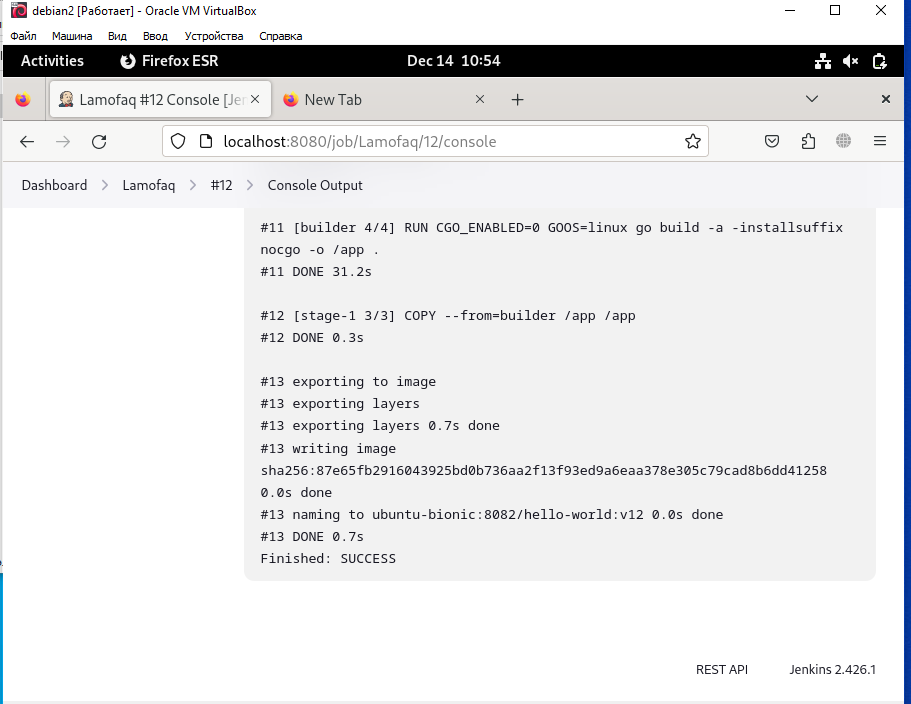 debian2 [Работает] - Oracle VM VirtualBox
Файл Машина Вид Ввод Устройства Справка
Activities Firefox ESR Dec 14 10:54
Lamofaq #12 Console [Jen New Tab
localhost:8080/job/Lamofaq/12/console
Dashboard Lamofaq #12 Console Output
#11 [builder 4/4] RUN CGO_ENABLED=0 GOOS=linux go build -a -installsuffix
nocgo -o /app .
#11 DONE 31.2s
#12 [stage-1 3/3] COPY --from=builder /app /app
#12 DONE 0.3s
#13 exporting to image
#13 exporting layers
#13 exporting layers 0.7s done
#13 writing image
sha256:87e65fb2916043925bd0b736aa2f13f93ed9a6eaa378e305c79cad8b6dd41258
0.0s done
#13 naming to ubuntu-bionic:8082/hello-world:v12 0.0s done
#13 DONE 0.7s
Finished: SUCCESS
REST API Jenkins 2.426.1